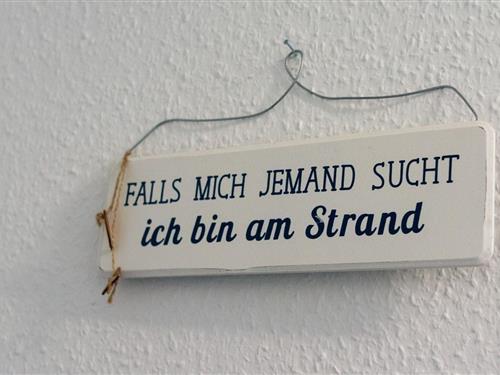 FALLS MICH JEMAND SUCHT
ich bin am Strand